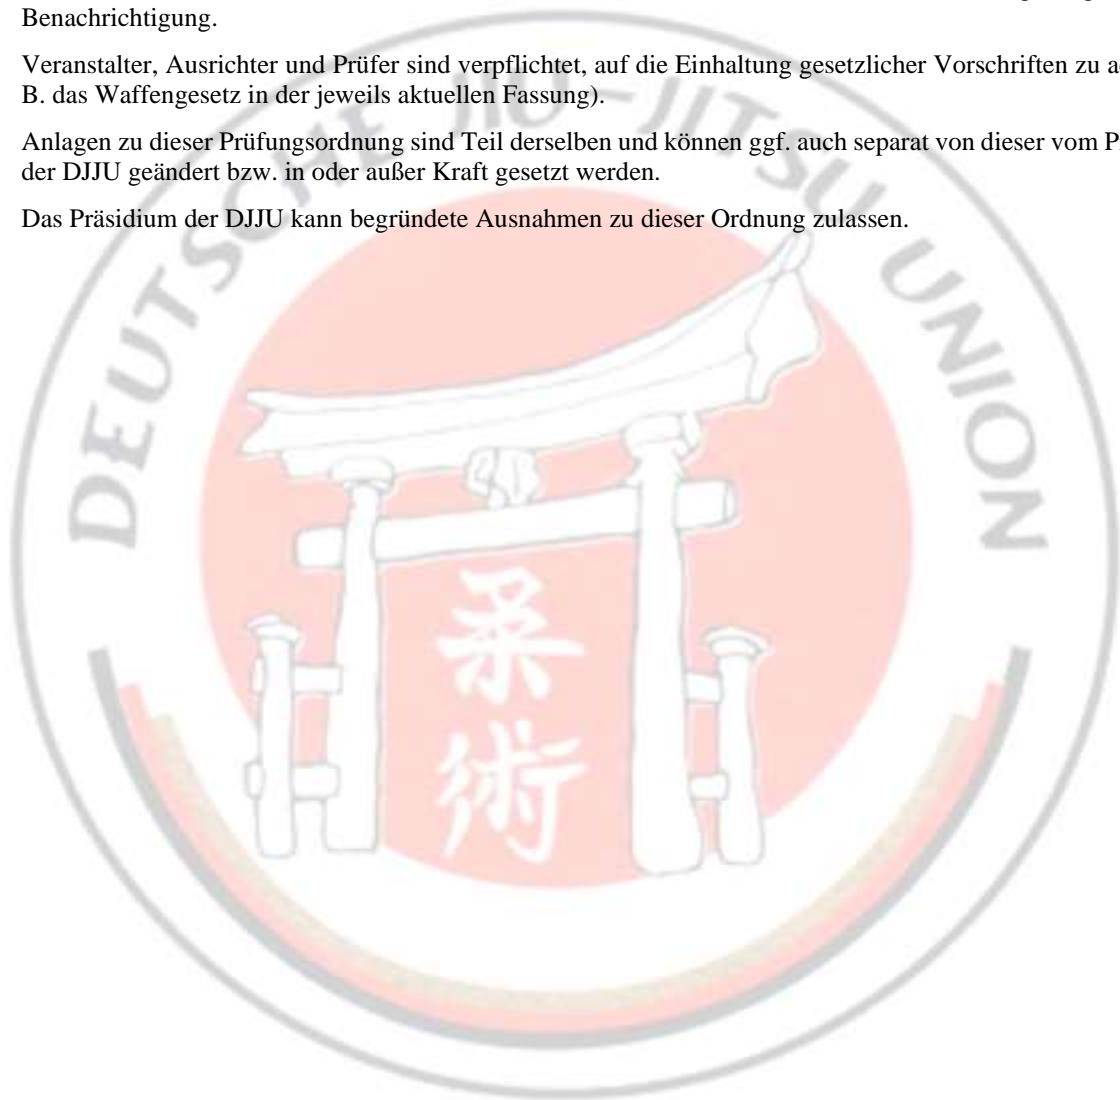 Benachrichtigung.
Veranstalter, Ausrichter und Prüfer sind verpflichtet, auf die Einhaltung gesetzlicher Vorschriften zu
B. das Waffengesetz in der jeweils aktuellen Fassung).
Anlagen zu dieser Prüfungsordnung sind Teil derselben und können ggf. auch separat von dieser vom
der DJJU geändert bzw. in oder außer Kraft gesetzt werden.
Das Präsidium der DJJU kann begründete Ausnahmen zu dieser Ordnung zulassen.
DEUTSCHE JIU-JITSU UNION
柔
術